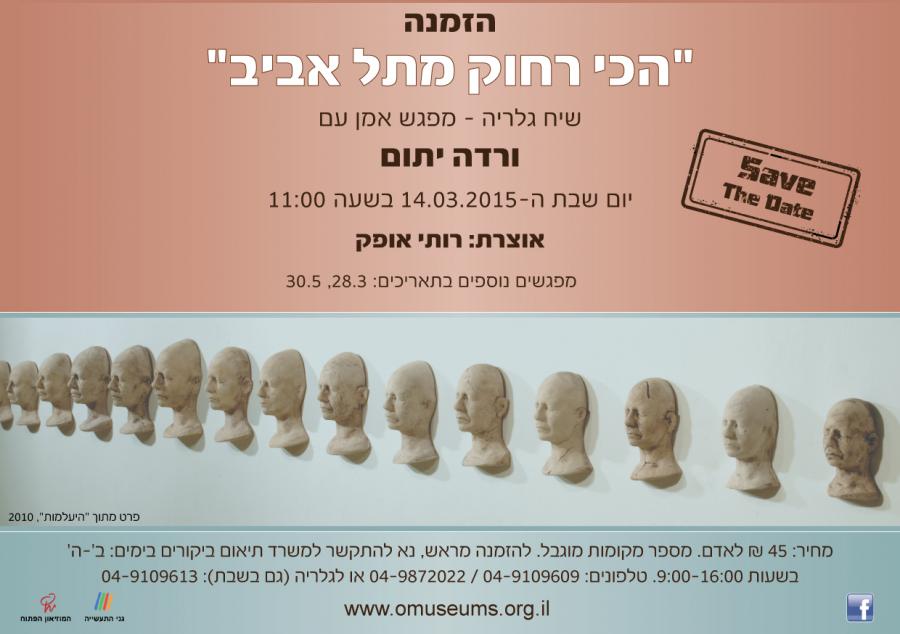 הזמנה
"הכי רחוק מתל אביב"
שיח גלריה - מפגש אמן עם
ורדה יתום
יום שבת ה-14.03.2015 בשעה 11:00
אוצרת: רותי אופק
מפגשים נוספים בתאריכים: 28.3, 30.5
Save
The Date
פרט מתוך "היעלמות", 2010
מחיר: 45 ₪ לאדם. מספר מקומות מוגבל. להזמנה מראש, נא להתקשר למשרד תיאום ביקורים בימים: ב'-ה'
בשעות 9:00-16:00. טלפונים: 04-9109609 / 04-9872022 או לגלריה (גם בשבת): 04-9109613
www.omuseums.org.il
גני התעשייה
המוזיאון הפתוח
f